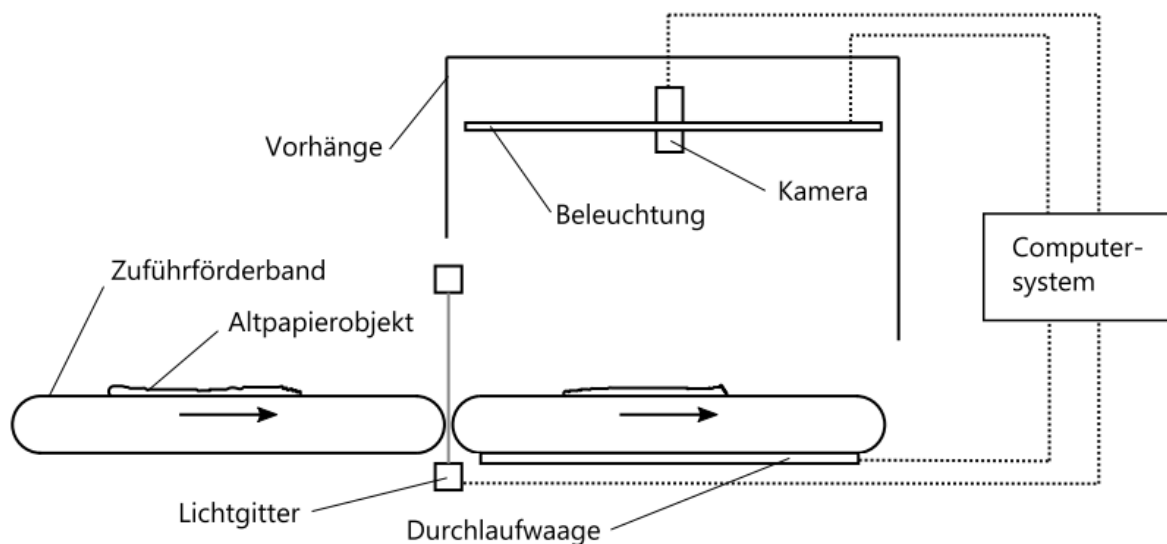 Vorhänge
Kamera
Beleuchtung
Computer-
system
Zuführförderband
Altpapierobjekt
Lichtgitter
Durchlaufwaage